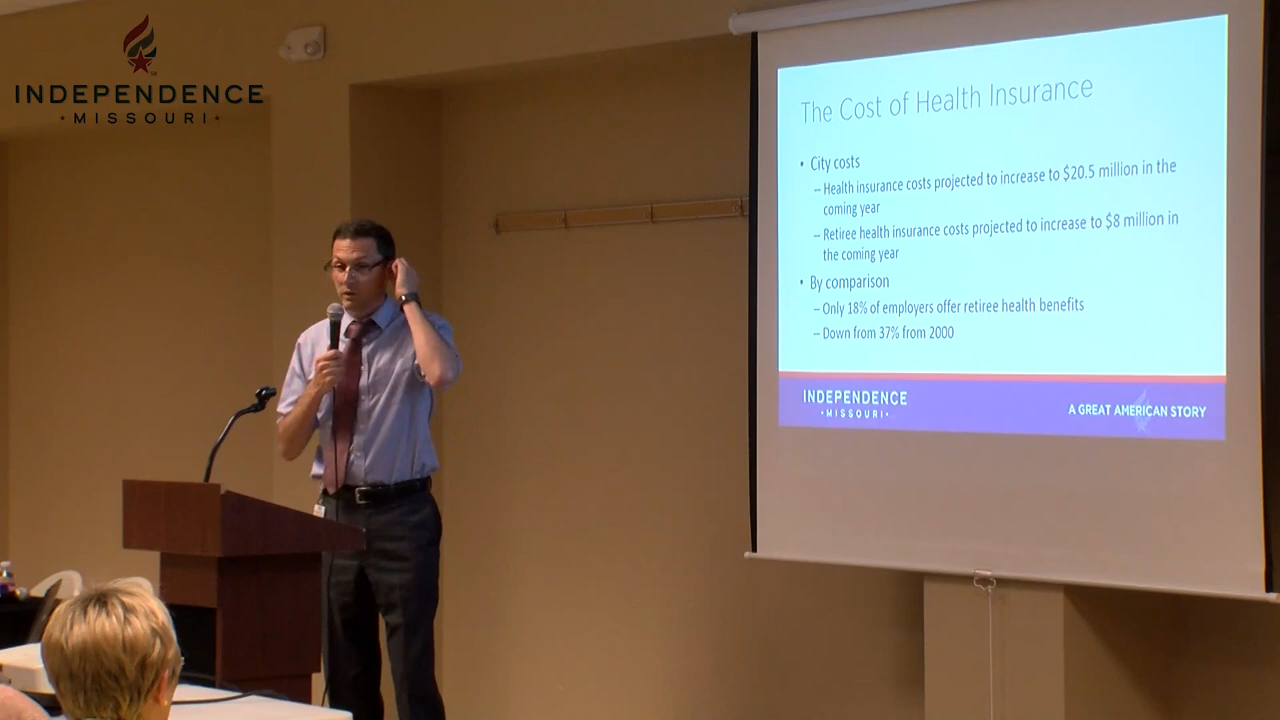 INDEPENDENCE
MISSOURI
The Cost of Health Insurance
• City costs
– Health insurance costs projected to increase to $20.5 million in the
coming year
– Retiree health insurance costs projected to increase to $8 million in
the coming year
• By comparison
– Only 18% of employers offer retiree health benefits
– Down from 37% from 2000
INDEPENDENCE
• MISSOURI •
A GREAT AMERICAN STORY